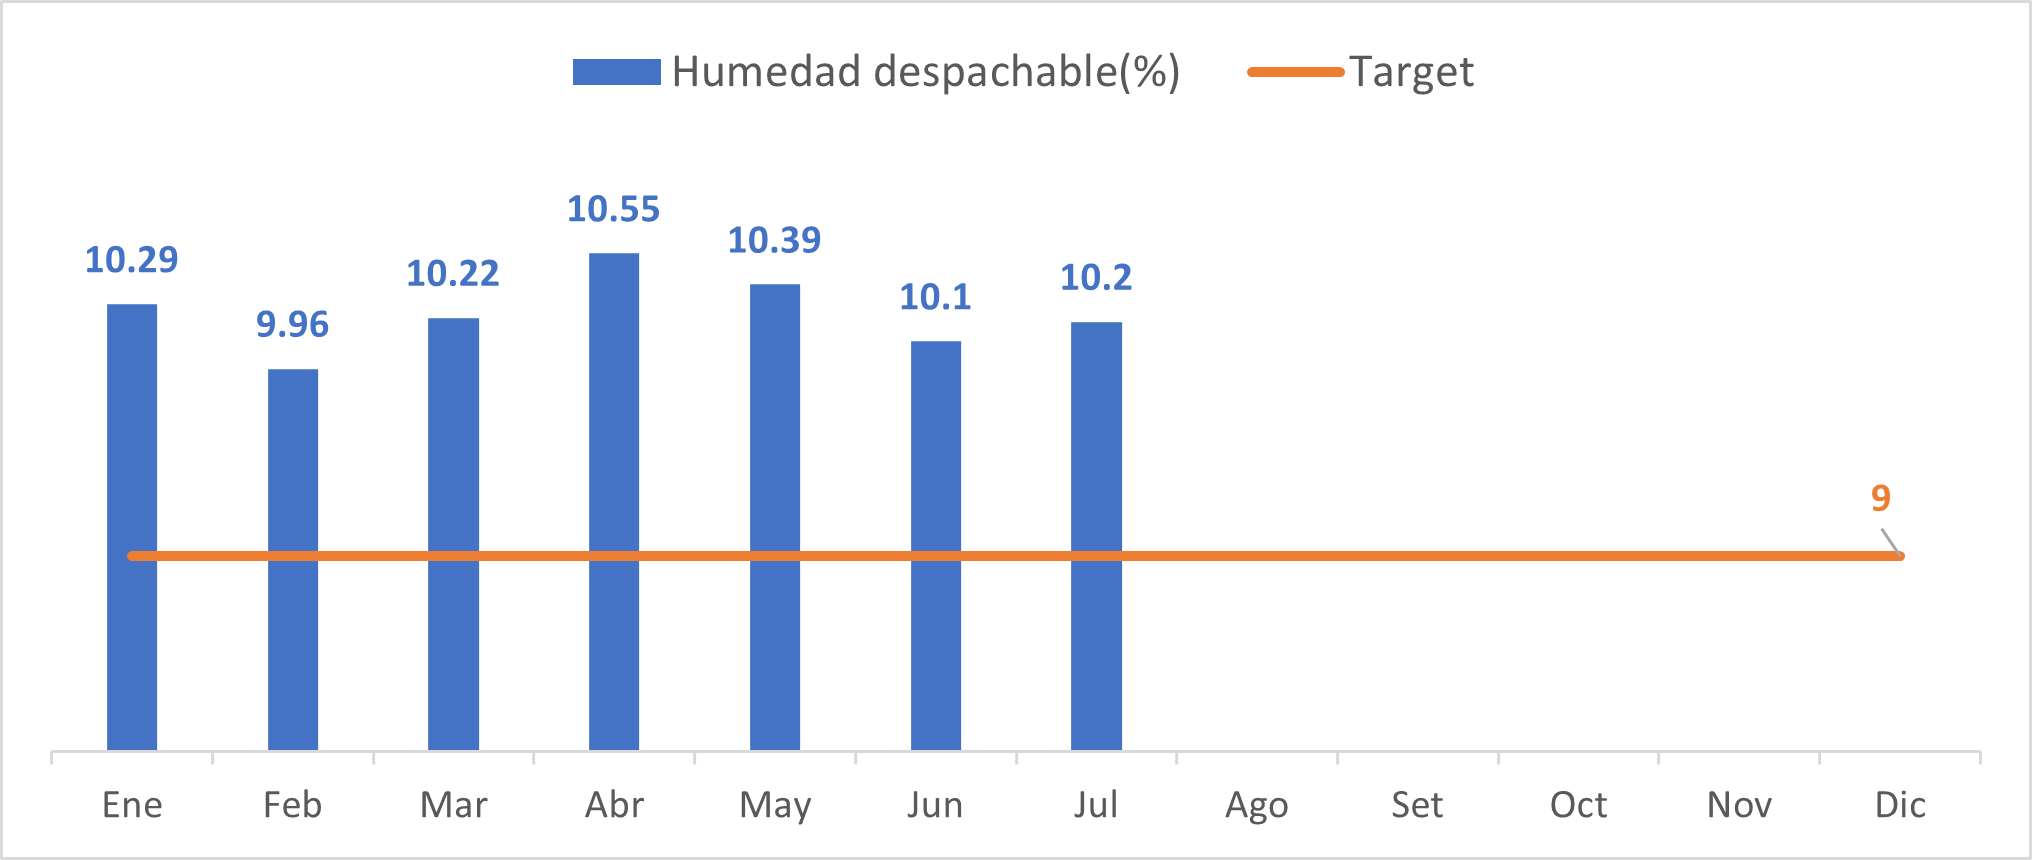 Humedad despachable(%) Target
10.29 9.96 10.22 10.55 10.39 10.1 10.2
9
Ene Feb Mar Abr May Jun Jul Ago Set Oct Nov Dic